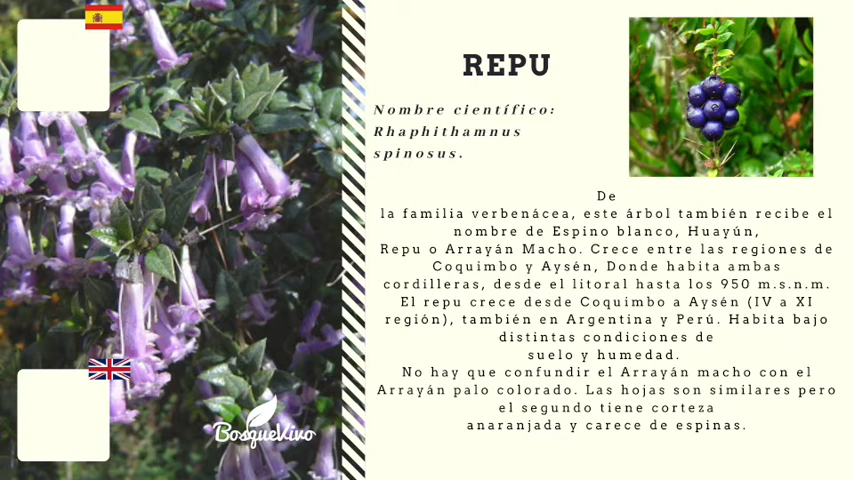 REPU
Nombre científico:
Rhaphithamnus
spinosus.
De
la familia verbenácea, este árbol también recibe el
nombre de Espino blanco, Huayún,
Repu o Arrayán Macho. Crece entre las regiones de
Coquimbo y Aysén, Donde habita ambas
cordilleras, desde el litoral hasta los 950 m.s.n.m.
El repu crece desde Coquimbo a Aysén (IV a XI
región), también en Argentina y Perú. Habita bajo
distintas condiciones de
suelo y humedad.
No hay que confundir el Arrayán macho con el
Arrayán palo colorado. Las hojas son similares pero
el segundo tiene corteza
anaranjada y carece de espinas.
BosqueVivo